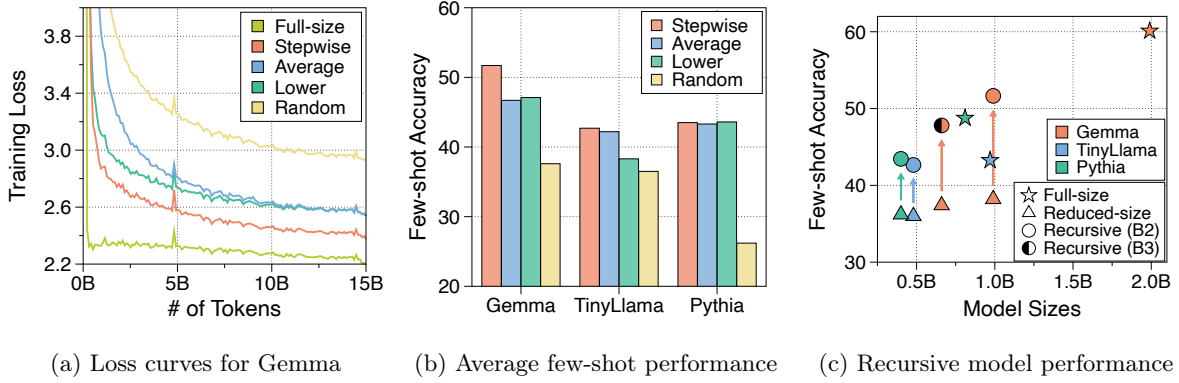 3.8
3.4
3.0
2.6
2.2
Training Loss
0B
5B
10B
15B
# of Tokens
Full-size
Stepwise
Average
Lower
Random
(a) Loss curves for Gemma
60
50
40
30
20
Few-shot Accuracy
Gemma
TinyLlama
Pythia
Stepwise
Average
Lower
Random
(b) Average few-shot performance
60
50
40
30
Few-shot Accuracy
0.5B
1.0B
1.5B
2.0B
Model Sizes
Gemma
TinyLlama
Pythia
Full-size
Reduced-size
Recursive (B2)
Recursive (B3)
(c) Recursive model performance